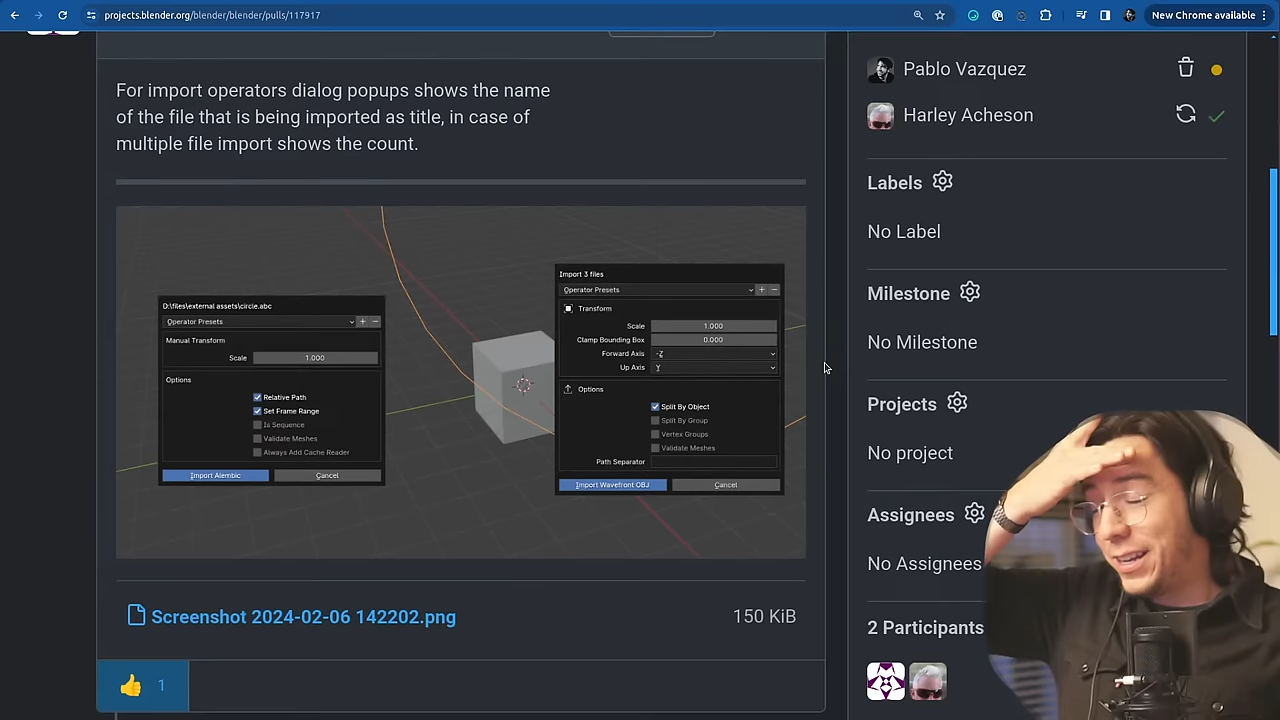 projects.blender.org/blender/blender/pulls/117917
New Chrome available
For import operators dialog popups shows the name
of the file that is being imported as title, in case of
multiple file import shows the count.
D:\files\external assets\circle.abc
Operator Presets
Manual Transform
Scale
1.000
Options
Relative Path
Set Frame Range
Is Sequence
Validate Meshes
Always Add Cache Reader
Import Alembic
Cancel
Import 3 files
Operator Presets
Transform
Scale
1.000
Clamp Bounding Box
0.000
Forward Axis
-Z
Up Axis
Y
Options
Split By Object
Split By Group
Vertex Groups
Validate Meshes
Path Separator
Import Wavefront OBJ
Cancel
Screenshot 2024-02-06 142202.png
150 KiB
1
Pablo Vazquez
Harley Acheson
Labels
No Label
Milestone
No Milestone
Projects
No project
Assignees
No Assignees
2 Participants